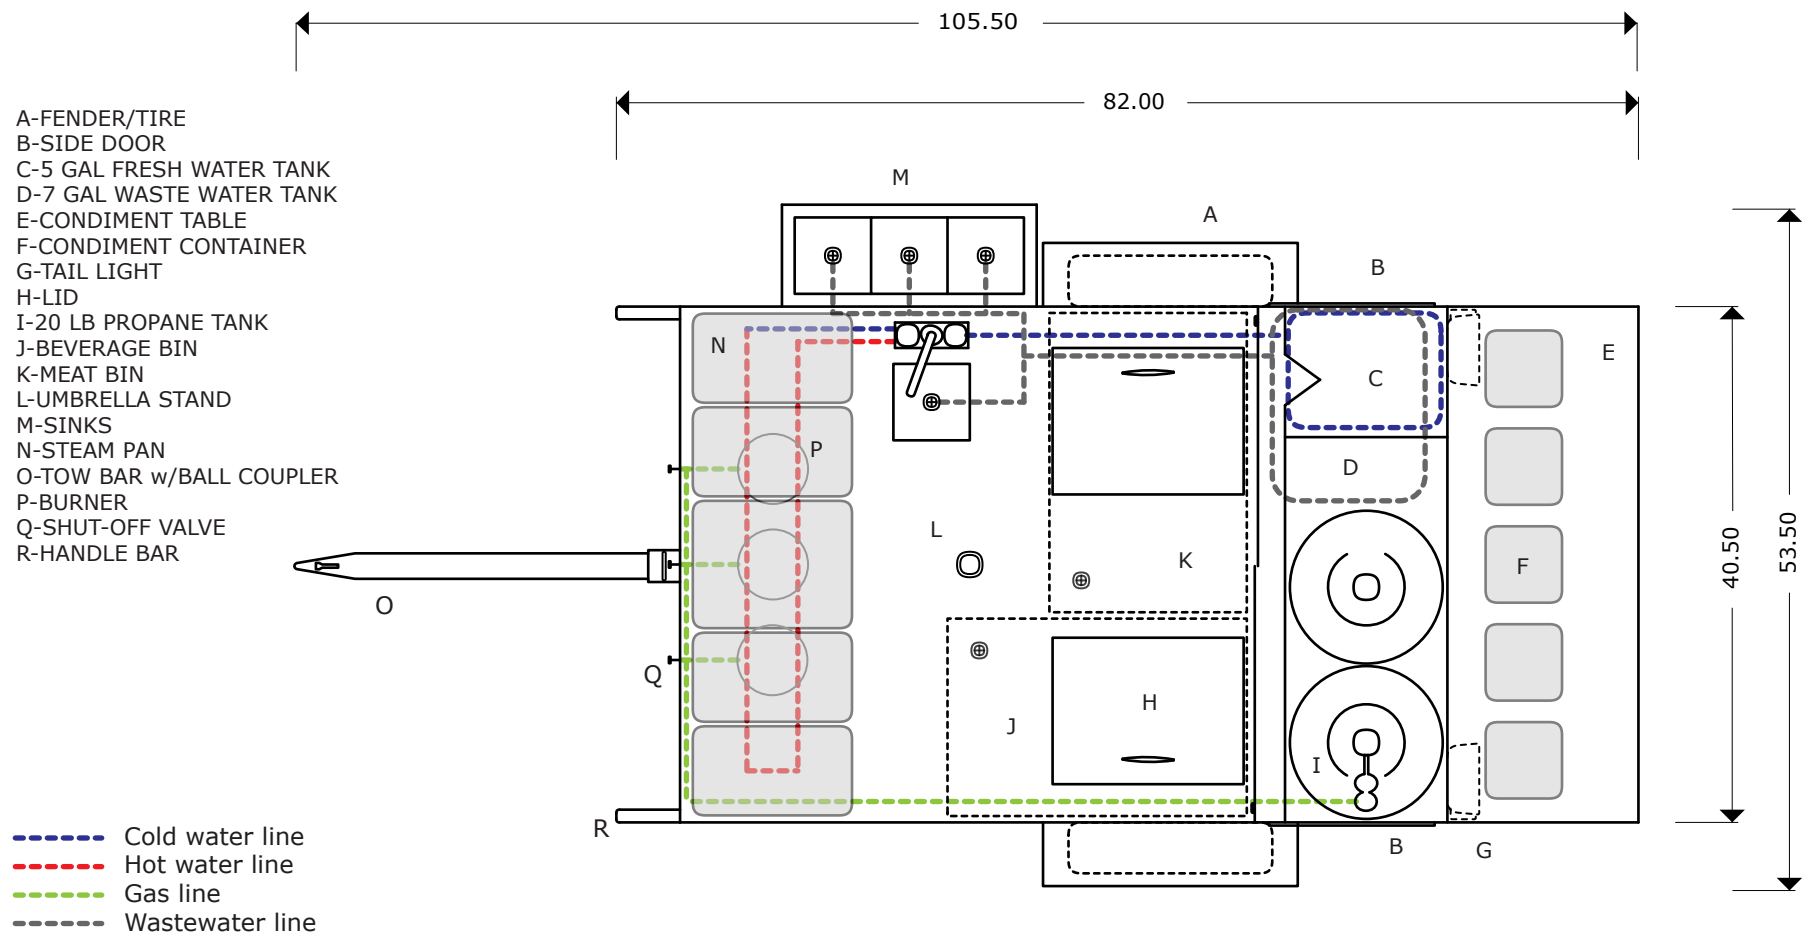 105.50
82.00
A-FENDER/TIRE
B-SIDE DOOR
C-5 GAL FRESH WATER TANK
D-7 GAL WASTE WATER TANK
E-CONDIMENT TABLE
F-CONDIMENT CONTAINER
G-TAIL LIGHT
H-LID
I-20 LB PROPANE TANK
J-BEVERAGE BIN
K-MEAT BIN
L-UMBRELLA STAND
M-SINKS
N-STEAM PAN
O-TOW BAR w/BALL COUPLER
P-BURNER
Q-SHUT-OFF VALVE
R-HANDLE BAR
M
A
B
N
E
C
P
D
L
K
F
40.50
53.50
O
Q
H
J
I
R
B
G
Cold water line
Hot water line
Gas line
Wastewater line